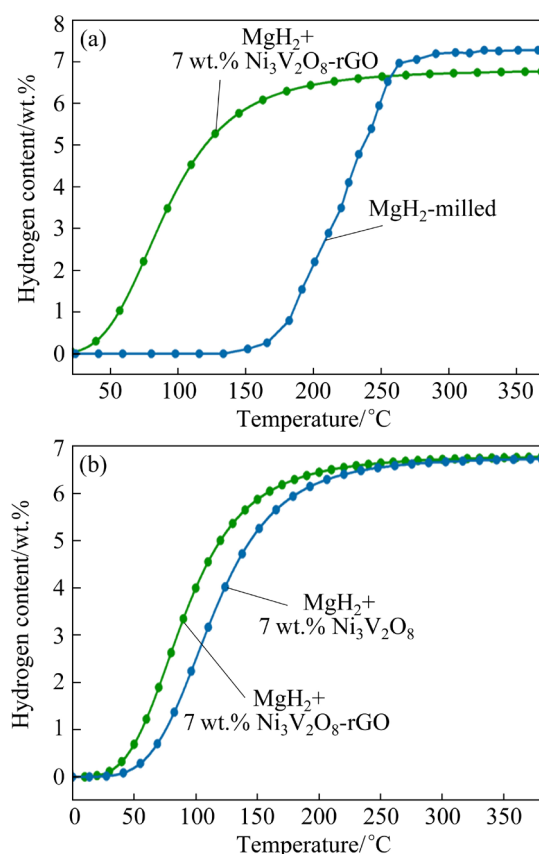 (a)
MgH₂+
7 wt.% Ni₃V₂O₈-rGO
MgH₂-milled
Hydrogen content/wt.%
8
7
6
5
4
3
2
1
0
50 100 150 200 250 300 350
Temperature/°C
(b)
MgH₂+
7 wt.% Ni₃V₂O₈
MgH₂+
7 wt.% Ni₃V₂O₈-rGO
Hydrogen content/wt.%
7
6
5
4
3
2
1
0
0 50 100 150 200 250 300 350
Temperature/°C